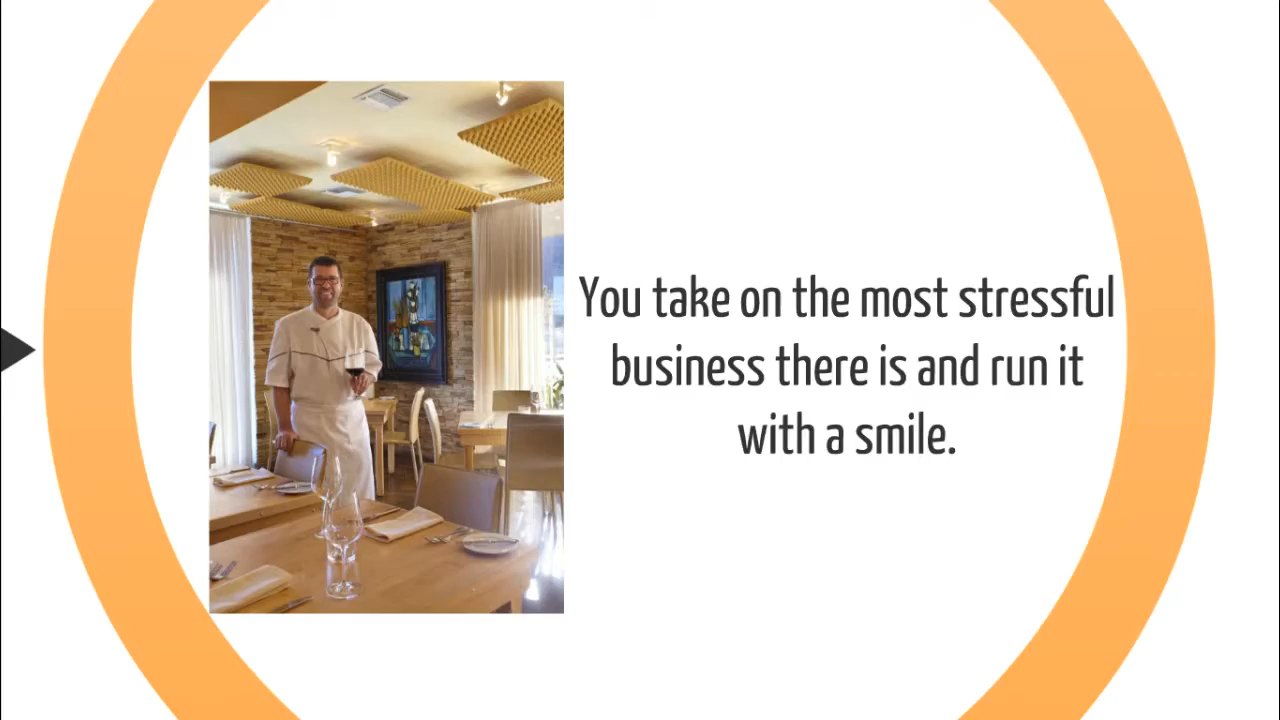 You take on the most stressful
business there is and run it
with a smile.